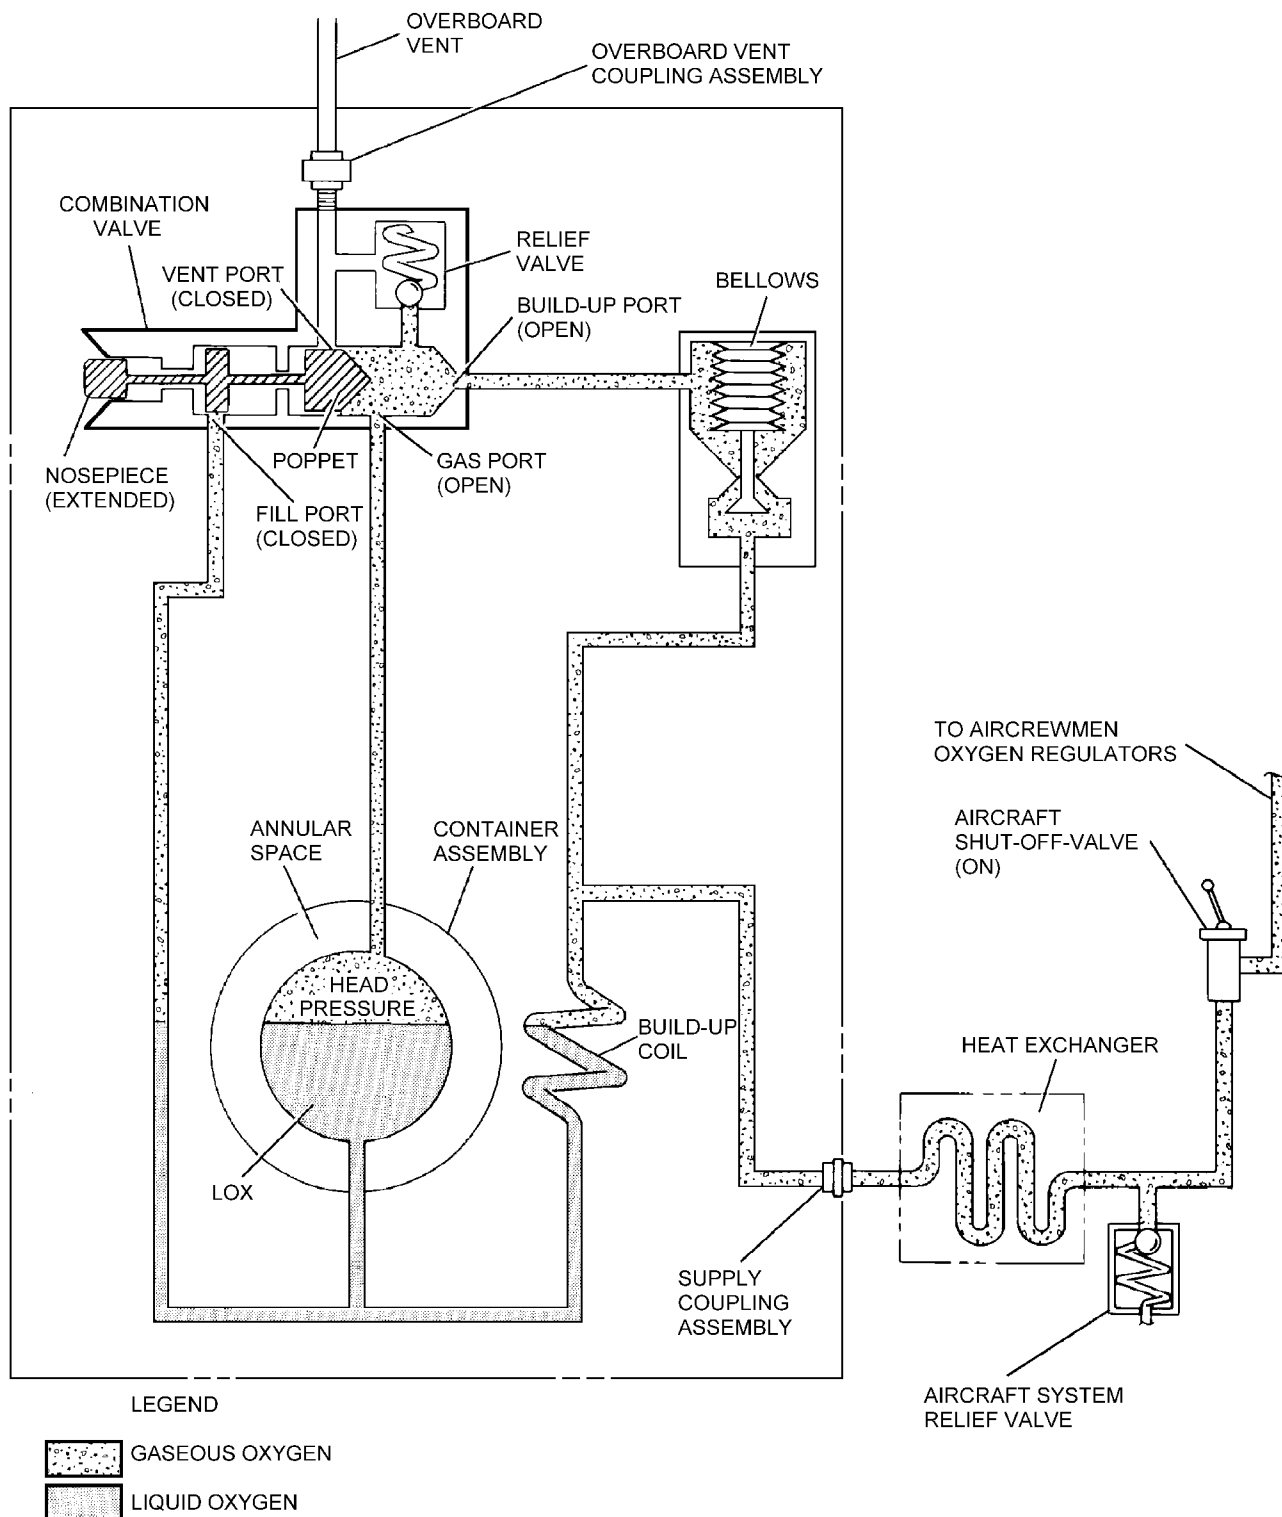 OVERBOARD
VENT
OVERBOARD VENT
COUPLING ASSEMBLY
COMBINATION
VALVE
VENT PORT
(CLOSED)
RELIEF
VALVE
BUILD-UP PORT
(OPEN)
BELLOWS
NOSEPIECE
(EXTENDED)
POPPET
GAS PORT
(OPEN)
FILL PORT
(CLOSED)
TO AIRCREWMEN
OXYGEN REGULATORS
AIRCRAFT
SHUT-OFF-VALVE
(ON)
ANNULAR
SPACE
CONTAINER
ASSEMBLY
HEAD
PRESSURE
BUILD-UP
COIL
HEAT EXCHANGER
LOX
SUPPLY
COUPLING
ASSEMBLY
AIRCRAFT SYSTEM
RELIEF VALVE
LEGEND
GASEOUS OXYGEN
LIQUID OXYGEN